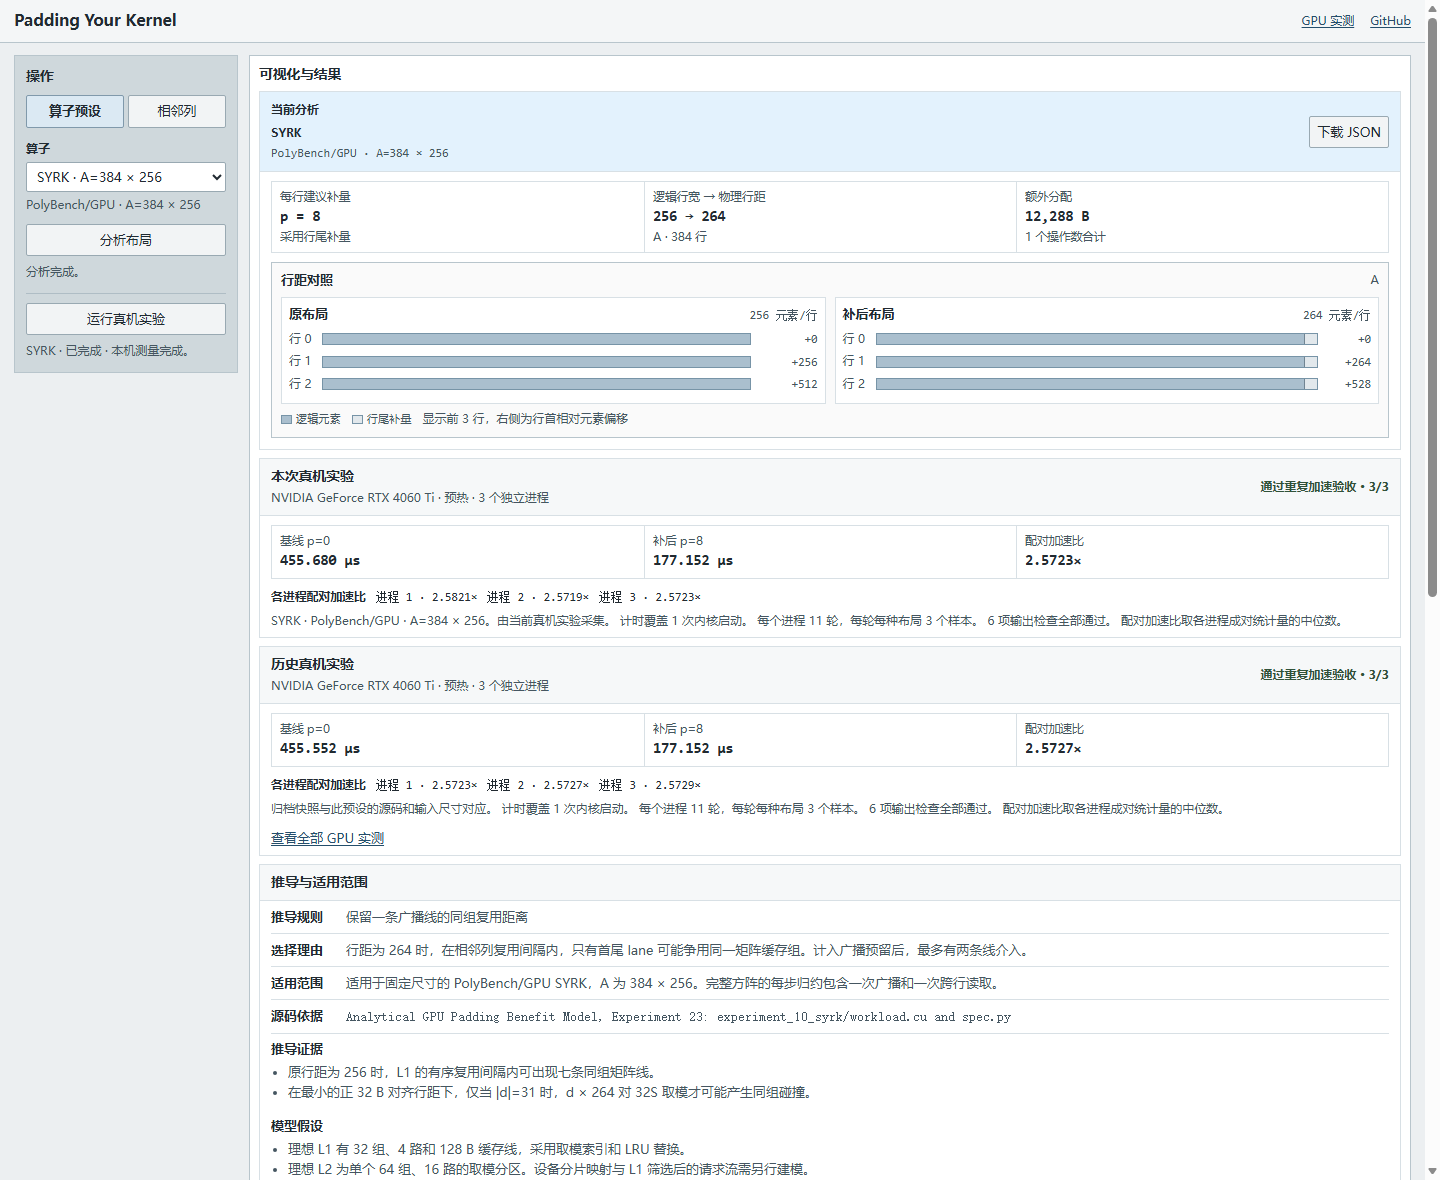 Padding Your Kernel
GPU 实测 GitHub
操作
算子预设 相邻列
算子
SYRK · A=384 × 256
PolyBench/GPU · A=384 × 256
分析布局
分析完成。
运行真机实验
SYRK · 已完成 · 本机测量完成。
可视化与结果
当前分析
SYRK
PolyBench/GPU · A=384 × 256
下载 JSON
每行建议补量
p = 8
采用行尾补量
逻辑行宽 → 物理行距
256 → 264
A · 384 行
额外分配
12,288 B
1 个操作数合计
行距对照 A
原布局 256 元素/行
行 0 +0
行 1 +256
行 2 +512
补后布局 264 元素/行
行 0 +0
行 1 +264
行 2 +528
逻辑元素 行尾补量 显示前 3 行，右侧为行首相对元素偏移
本次真机实验
NVIDIA GeForce RTX 4060 Ti · 预热 · 3 个独立进程
通过重复加速验收 · 3/3
基线 p=0
455.680 μs
补后 p=8
177.152 μs
配对加速比
2.5723×
各进程配对加速比 进程 1 · 2.5821× 进程 2 · 2.5719× 进程 3 · 2.5723×
SYRK · PolyBench/GPU · A=384 × 256。由当前真机实验采集。 计时覆盖 1 次内核启动。 每个进程 11 轮，每轮每种布局 3 个样本。 6 项输出检查全部通过。 配对加速比取各进程成对统计量的中位数。
历史真机实验
NVIDIA GeForce RTX 4060 Ti · 预热 · 3 个独立进程
通过重复加速验收 · 3/3
基线 p=0
455.552 μs
补后 p=8
177.152 μs
配对加速比
2.5727×
各进程配对加速比 进程 1 · 2.5723× 进程 2 · 2.5727× 进程 3 · 2.5729×
归档快照与此预设的源码和输入尺寸对应。 计时覆盖 1 次内核启动。 每个进程 11 轮，每轮每种布局 3 个样本。 6 项输出检查全部通过。 配对加速比取各进程成对统计量的中位数。
查看全部 GPU 实测
推导与适用范围
推导规则 保留一条广播线的同组复用距离
选择理由 行距为 264 时，在相邻列复用间隔内，只有首尾 lane 可能争用同一矩阵缓存组。计入广播预留后，最多有两条线介入。
适用范围 适用于固定尺寸的 PolyBench/GPU SYRK，A 为 384 × 256。完整方阵的每步归约包含一次广播和一次跨行读取。
源码依据 Analytical GPU Padding Benefit Model, Experiment 23: experiment_10_syrk/workload.cu and spec.py
推导证据
• 原行距为 256 时，L1 的有序复用间隔内可出现七条同组矩阵线。
• 在最小的正 32 B 对齐行距下，仅当 |d|=31 时，d × 264 对 32S 取模才可能产生同组碰撞。
模型假设
• 理想 L1 有 32 组、4 路和 128 B 缓存线，采用取模索引和 LRU 替换。
• 理想 L2 为单个 64 组、16 路的取模分区。设备分片映射与 L1 筛选后的请求流需另行建模。